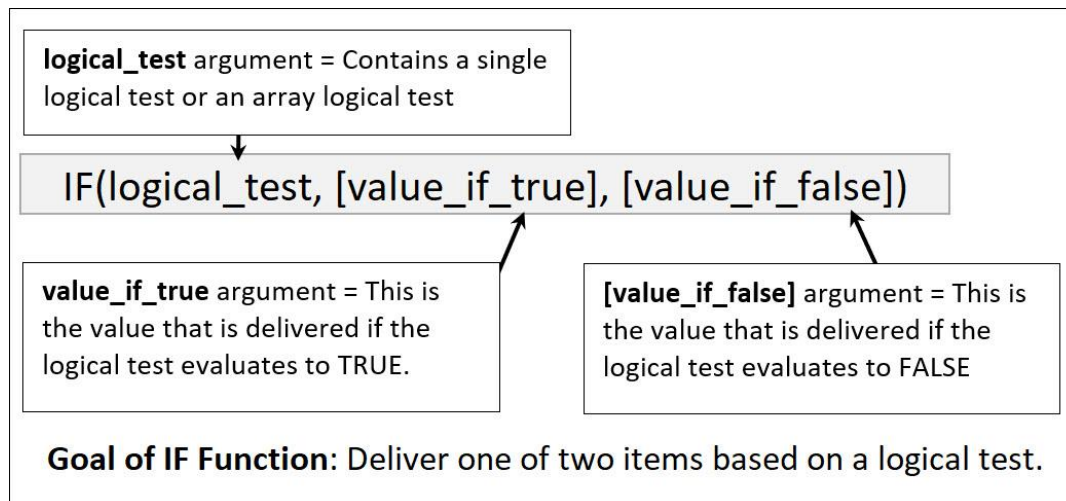 logical_test argument = Contains a single
logical test or an array logical test
IF(logical_test, [value_if_true], [value_if_false])
value_if_true argument = This is
the value that is delivered if the
logical test evaluates to TRUE.
[value_if_false] argument = This is
the value that is delivered if the
logical test evaluates to FALSE
Goal of IF Function: Deliver one of two items based on a logical test.